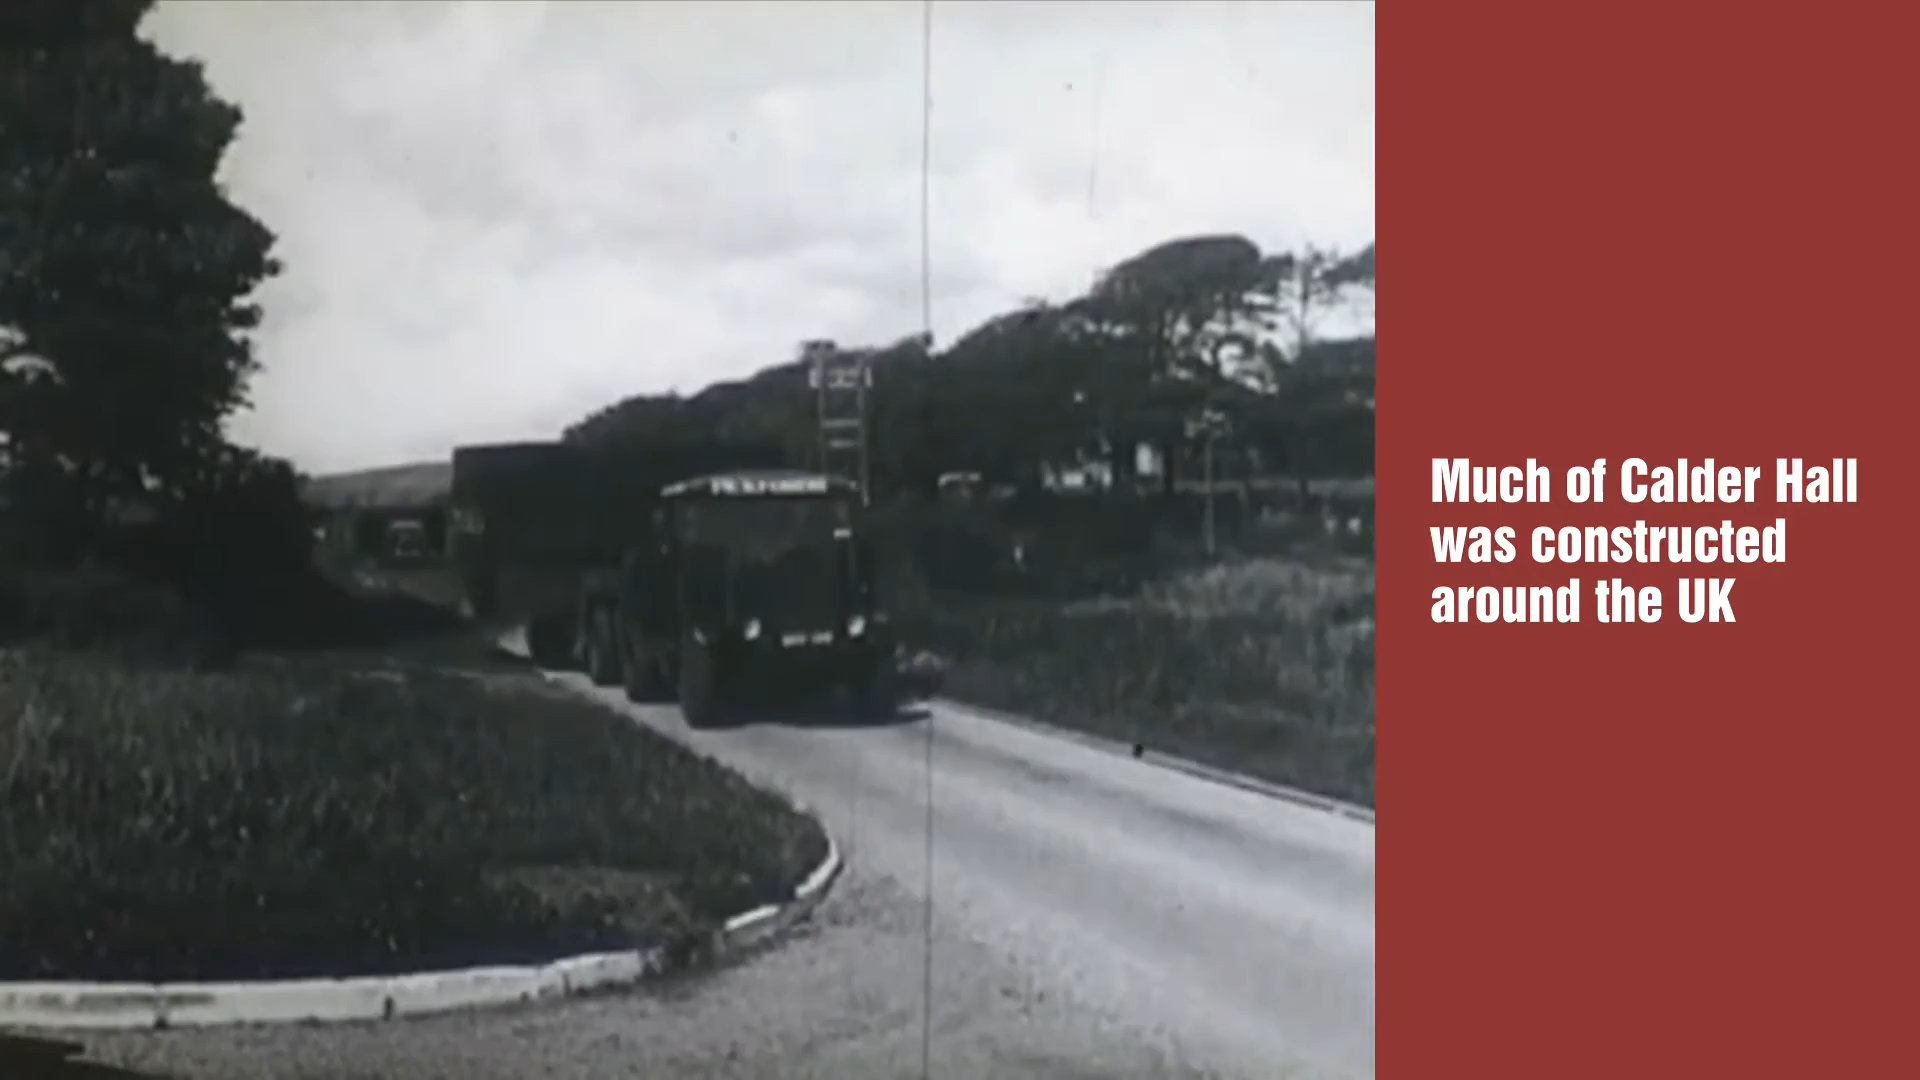 Much of Calder Hall
was constructed
around the UK